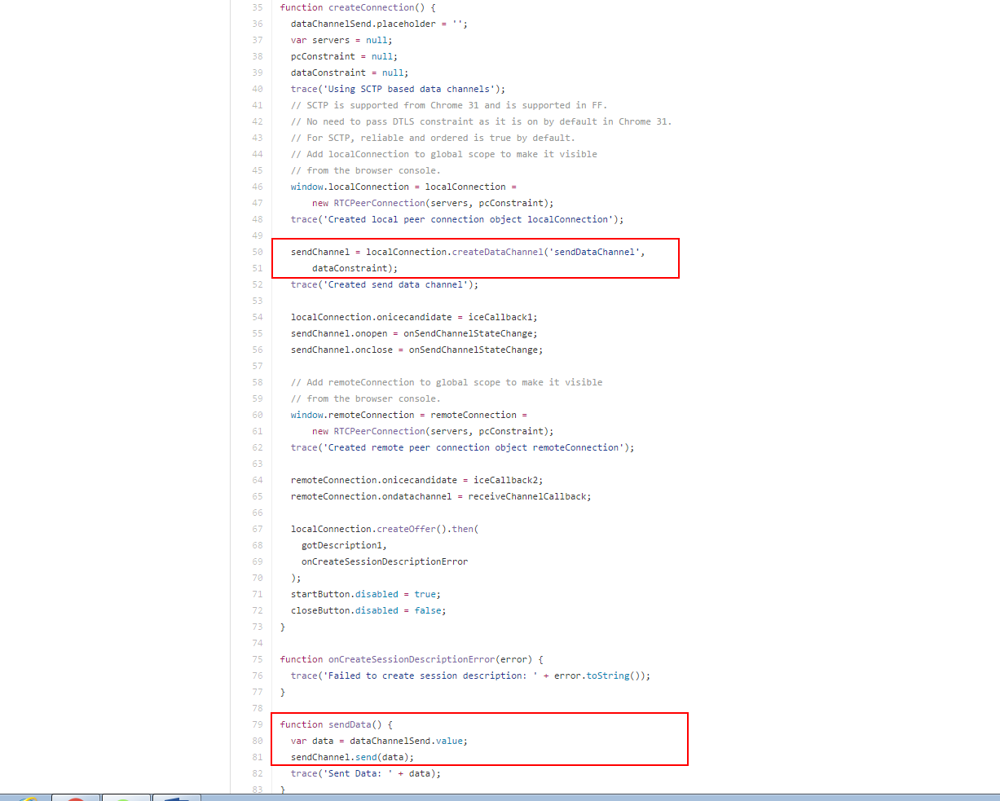 35 function createConnection() {
36 dataChannelSend.placeholder = '';
37 var servers = null;
38 pcConstraint = null;
39 dataConstraint = null;
40 trace('Using SCTP based data channels');
41 // SCTP is supported from Chrome 31 and is supported in FF.
42 // No need to pass DTLS constraint as it is on by default in Chrome 31.
43 // For SCTP, reliable and ordered is true by default.
44 // Add localConnection to global scope to make it visible
45 // from the browser console.
46 window.localConnection = localConnection =
47 new RTCPeerConnection(servers, pcConstraint);
48 trace('Created local peer connection object localConnection');
49
50 sendChannel = localConnection.createDataChannel('sendDataChannel',
51 dataConstraint);
52 trace('Created send data channel');
53
54 localConnection.onicecandidate = iceCallback1;
55 sendChannel.onopen = onSendChannelStateChange;
56 sendChannel.onclose = onSendChannelStateChange;
57
58 // Add remoteConnection to global scope to make it visible
59 // from the browser console.
60 window.remoteConnection = remoteConnection =
61 new RTCPeerConnection(servers, pcConstraint);
62 trace('Created remote peer connection object remoteConnection');
63
64 remoteConnection.onicecandidate = iceCallback2;
65 remoteConnection.ondatachannel = receiveChannelCallback;
66
67 localConnection.createOffer().then(
68 gotDescription1,
69 onCreateSessionDescriptionError
70 );
71 startButton.disabled = true;
72 closeButton.disabled = false;
73 }
74
75 function onCreateSessionDescriptionError(error) {
76 trace('Failed to create session description: ' + error.toString());
77 }
78
79 function sendData() {
80 var data = dataChannelSend.value;
81 sendChannel.send(data);
82 trace('Sent Data: ' + data);
83 }